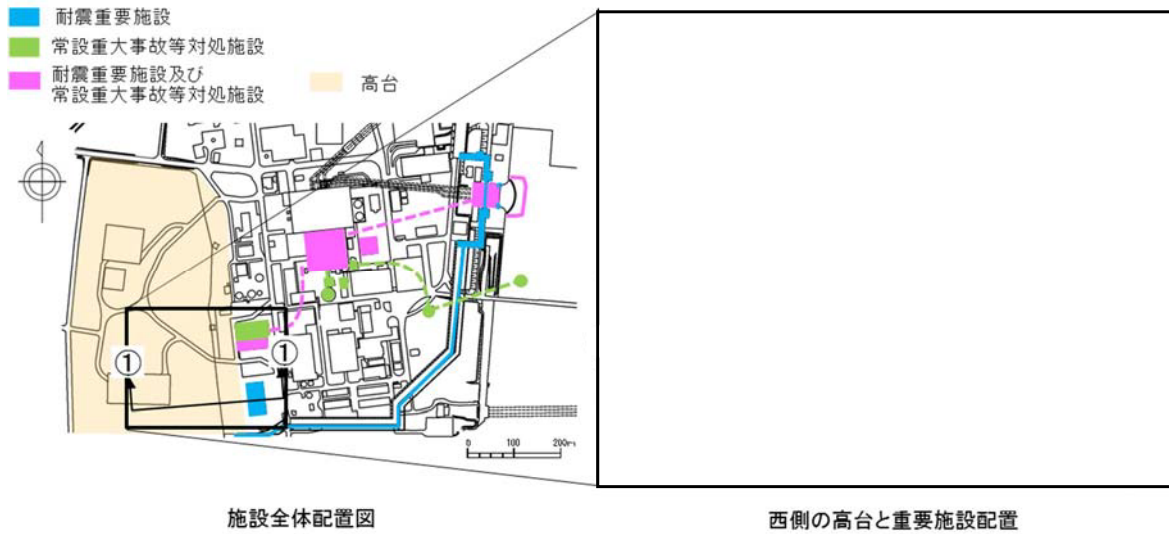 耐震重要施設
常設重大事故等対処施設
耐震重要施設及び
常設重大事故等対処施設
高台
①
①
0 100 200m
施設全体配置図
西側の高台と重要施設配置